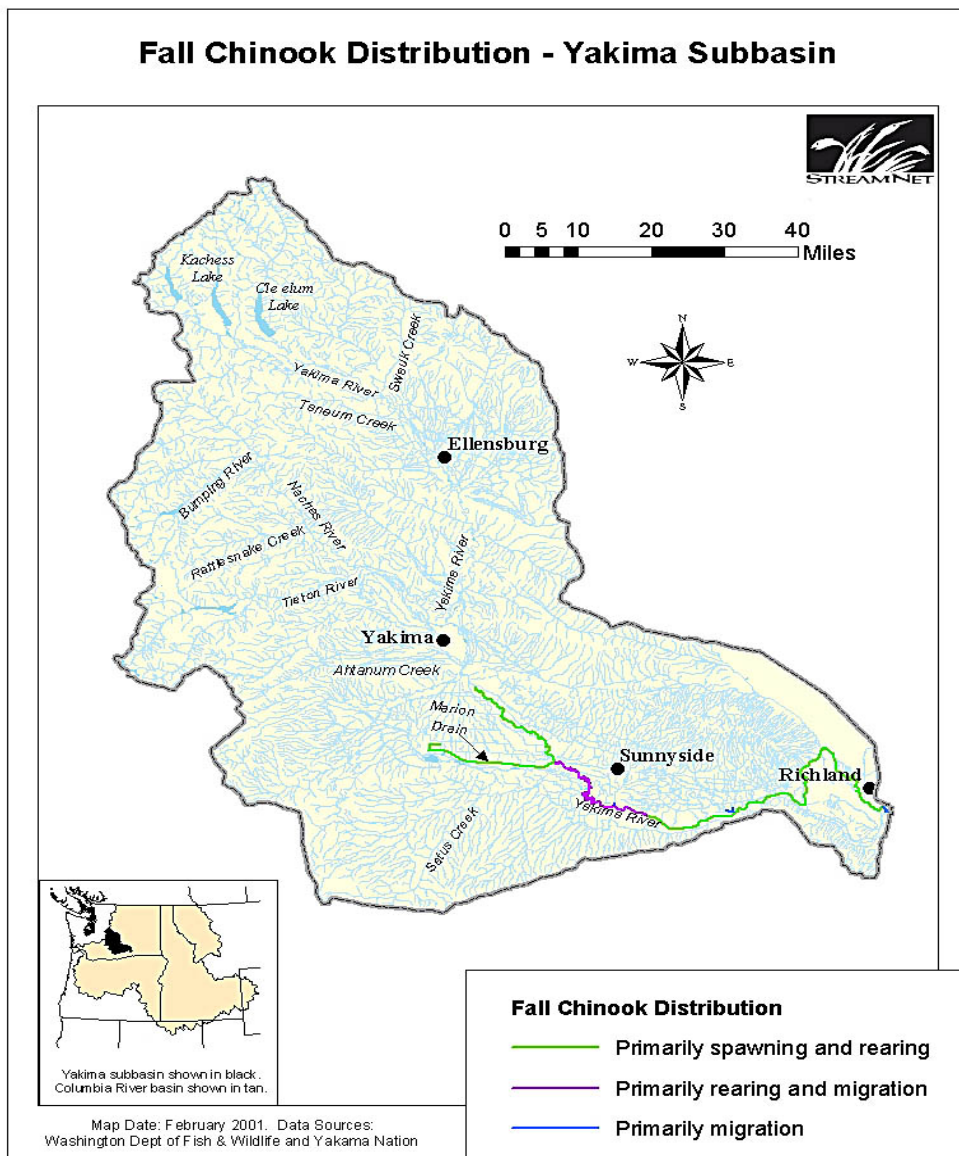 Fall Chinook Distribution - Yakima Subbasin
STREAMNET
0 5 10 20 30 40
Miles
Kachess
Lake
Cle elum
Lake
Swauk Creek
Yakima River
Teneum Creek
N
W E
S
Ellensburg
Bumping River
Naches River
Rattlesnake Creek
Tieton River
Yakima River
Yakima
Ahtanum Creek
Marion
Drain
Sunnyside
Richland
Yakima River
Satus Creek
Yakima subbasin shown in black.
Columbia River basin shown in tan.
Fall Chinook Distribution
Primarily spawning and rearing
Primarily rearing and migration
Primarily migration
Map Date: February 2001. Data Sources:
Washington Dept of Fish & Wildlife and Yakama Nation